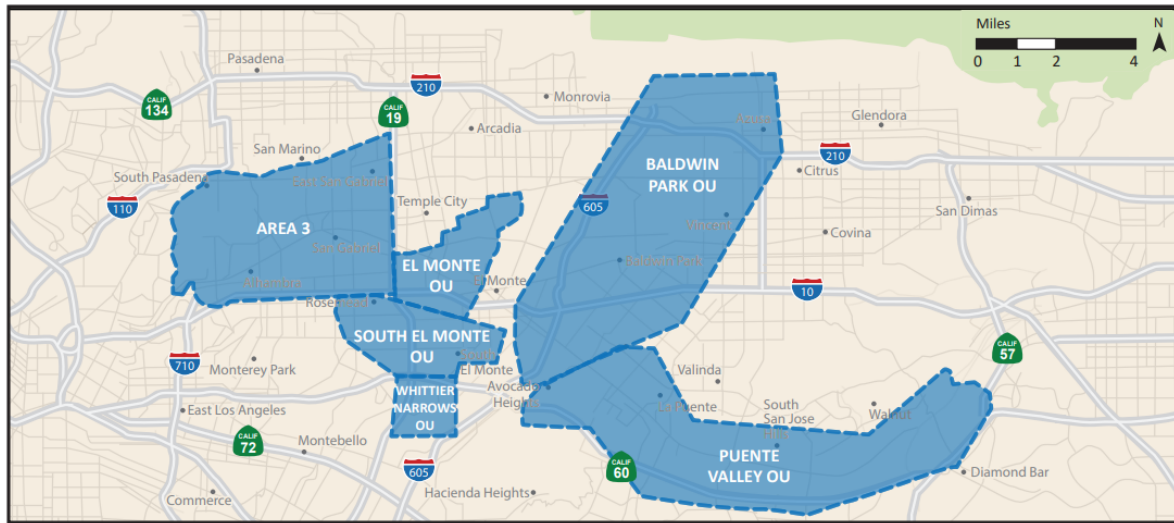 Miles
N
0 1 2 4
Pasadena
CALIF
134
210
CALIF
19
Monrovia
Arcadia
Glendora
Azusa
San Marino
210
Citrus
BALDWIN
PARK OU
South Pasadena
East San Gabriel
110
Temple City
605
San Dimas
AREA 3
Vincent
Covina
San Gabriel
EL MONTE
OU
Baldwin Park
Alhambra
El Monte
10
Rosemead
SOUTH EL MONTE
OU
South
El Monte
CALIF
57
710
Monterey Park
Valinda
WHITTIER
NARROWS
OU
Avocado
Heights
La Puente
South
San Jose
Hills
Walnut
East Los Angeles
CALIF
72
Montebello
PUENTE
VALLEY OU
605
CALIF
60
Diamond Bar
Commerce
Hacienda Heights